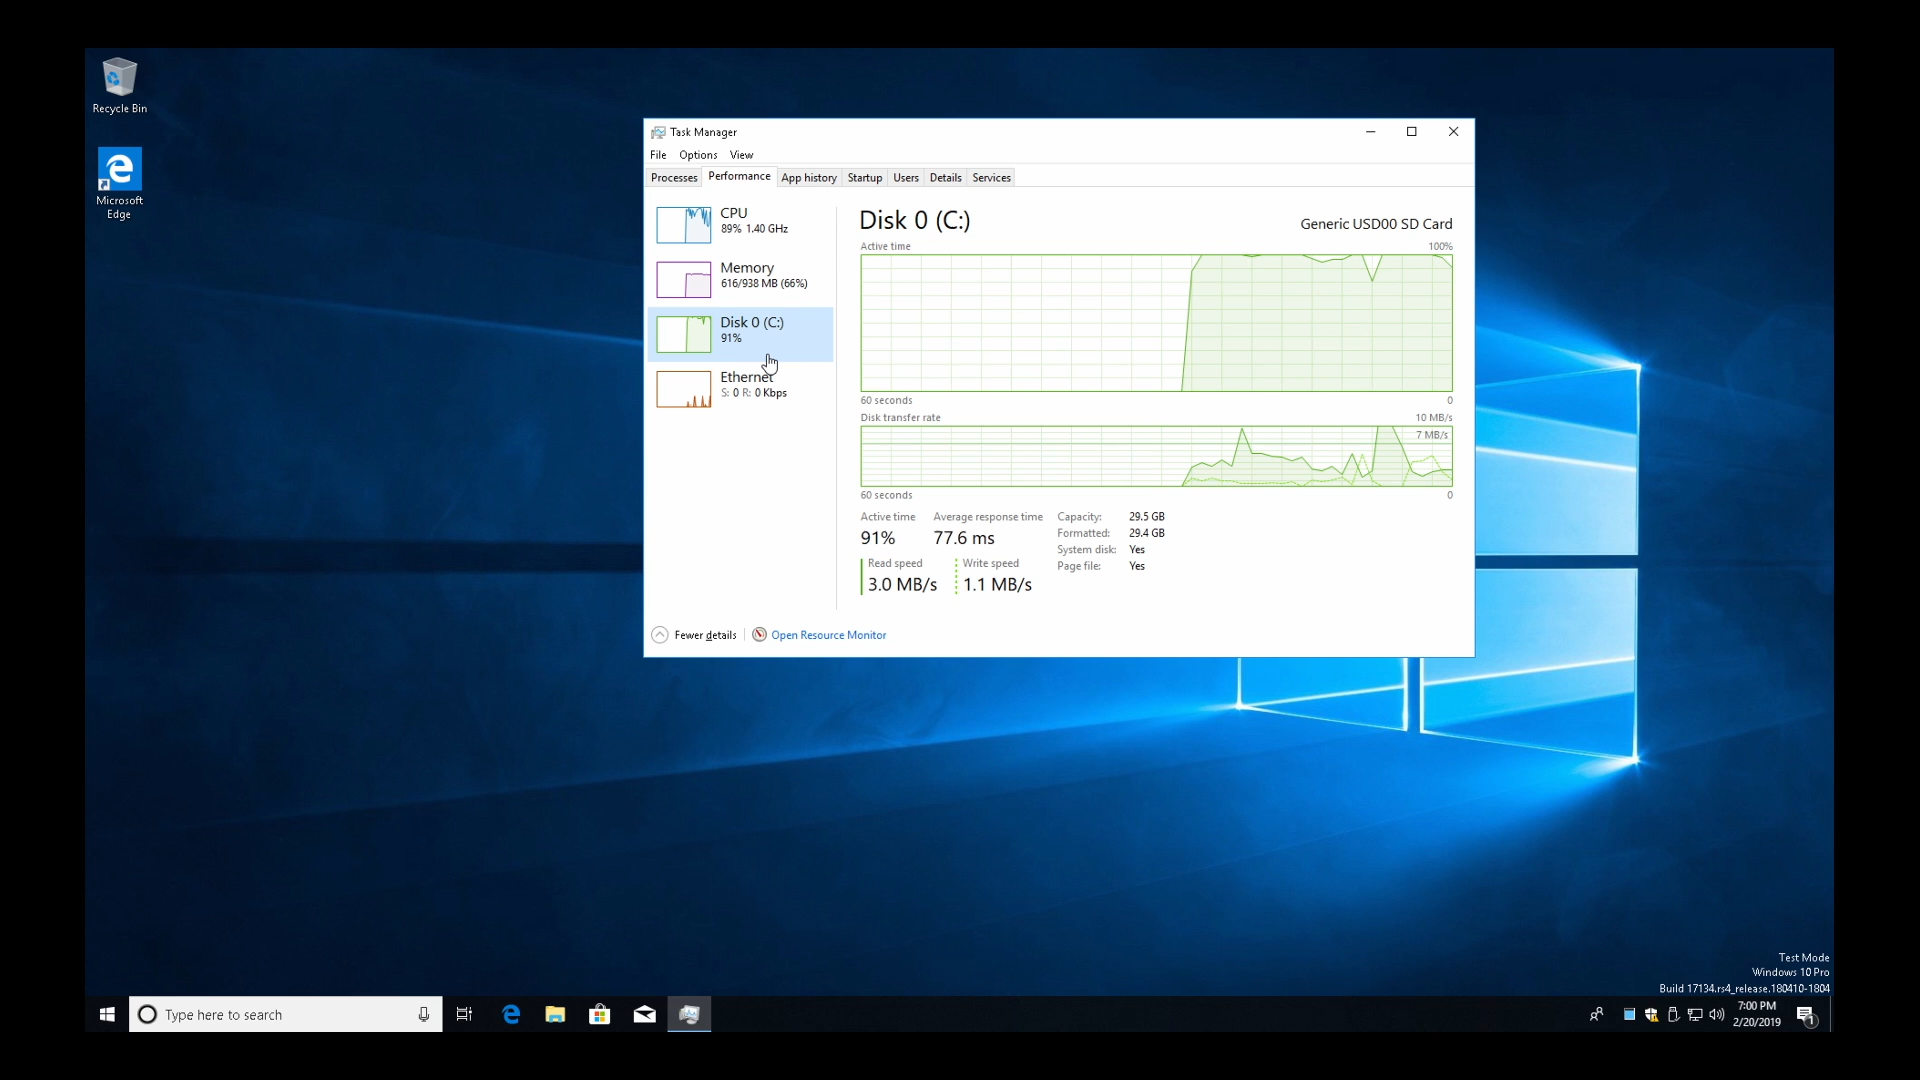 Recycle Bin
Microsoft
Edge
Task Manager
File Options View
Processes Performance App history Startup Users Details Services
CPU
89% 1.40 GHz
Memory
616/938 MB (66%)
Disk 0 (C:)
91%
Ethernet
S: 0 R: 0 Kbps
Disk 0 (C:)
Generic USD00 SD Card
Active time 100%
60 seconds 0
Disk transfer rate 10 MB/s
7 MB/s
60 seconds 0
Active time
91%
Average response time
77.6 ms
Read speed
3.0 MB/s
Write speed
1.1 MB/s
Capacity: 29.5 GB
Formatted: 29.4 GB
System disk: Yes
Page file: Yes
Fewer details
Open Resource Monitor
Test Mode
Windows 10 Pro
Build 17134.rs4_release.180410-1804
Type here to search
7:00 PM
2/20/2019
1